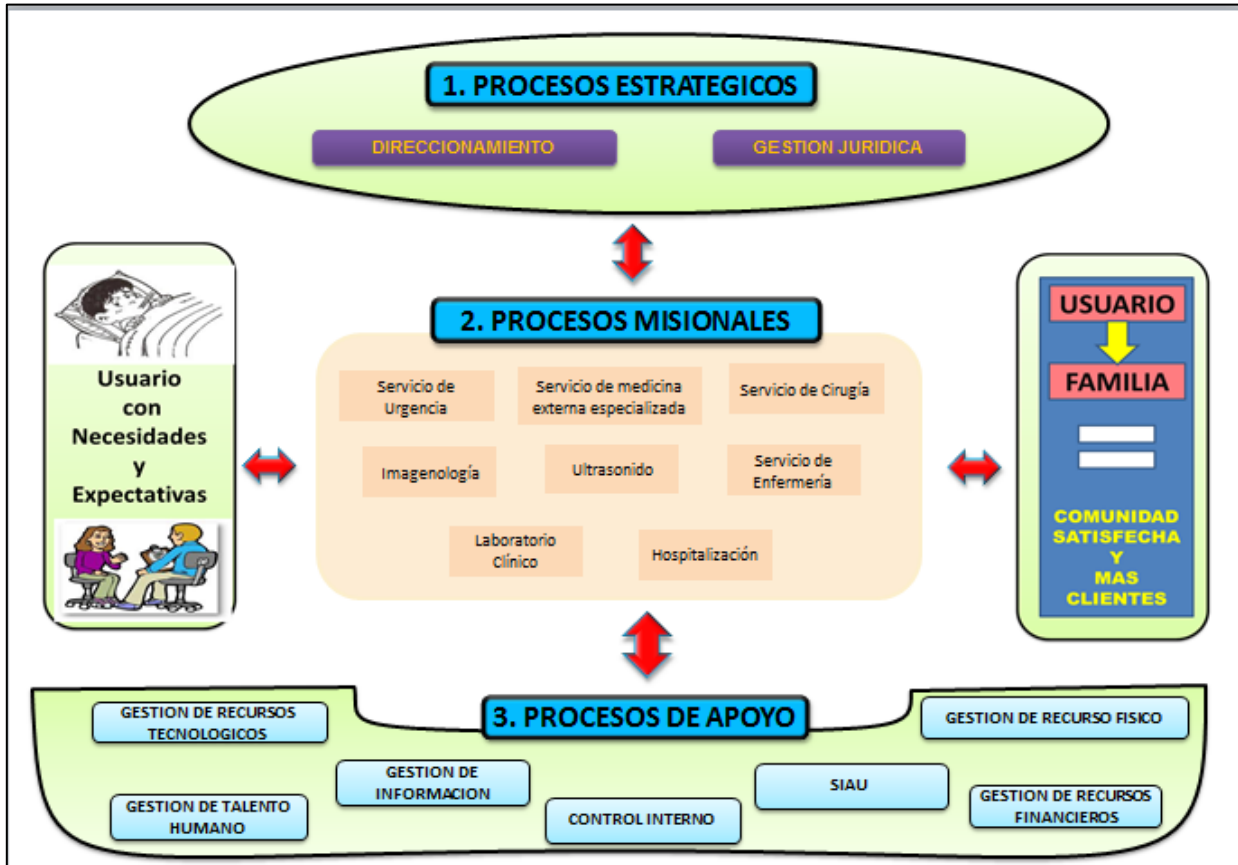 1. PROCESOS ESTRATEGICOS
DIRECCIONAMIENTO
GESTION JURIDICA
Usuario
con
Necesidades
y
Expectativas
2. PROCESOS MISIONALES
Servicio de
Urgencia
Servicio de medicina
externa especializada
Servicio de Cirugía
Imagenología
Ultrasonido
Servicio de
Enfermería
Laboratorio
Clínico
Hospitalización
USUARIO
FAMILIA
COMUNIDAD
SATISFECHA
Y
MAS
CLIENTES
3. PROCESOS DE APOYO
GESTION DE RECURSOS
TECNOLOGICOS
GESTION DE RECURSO FISICO
GESTION DE
INFORMACION
SIAU
GESTION DE TALENTO
HUMANO
CONTROL INTERNO
GESTION DE RECURSOS
FINANCIEROS